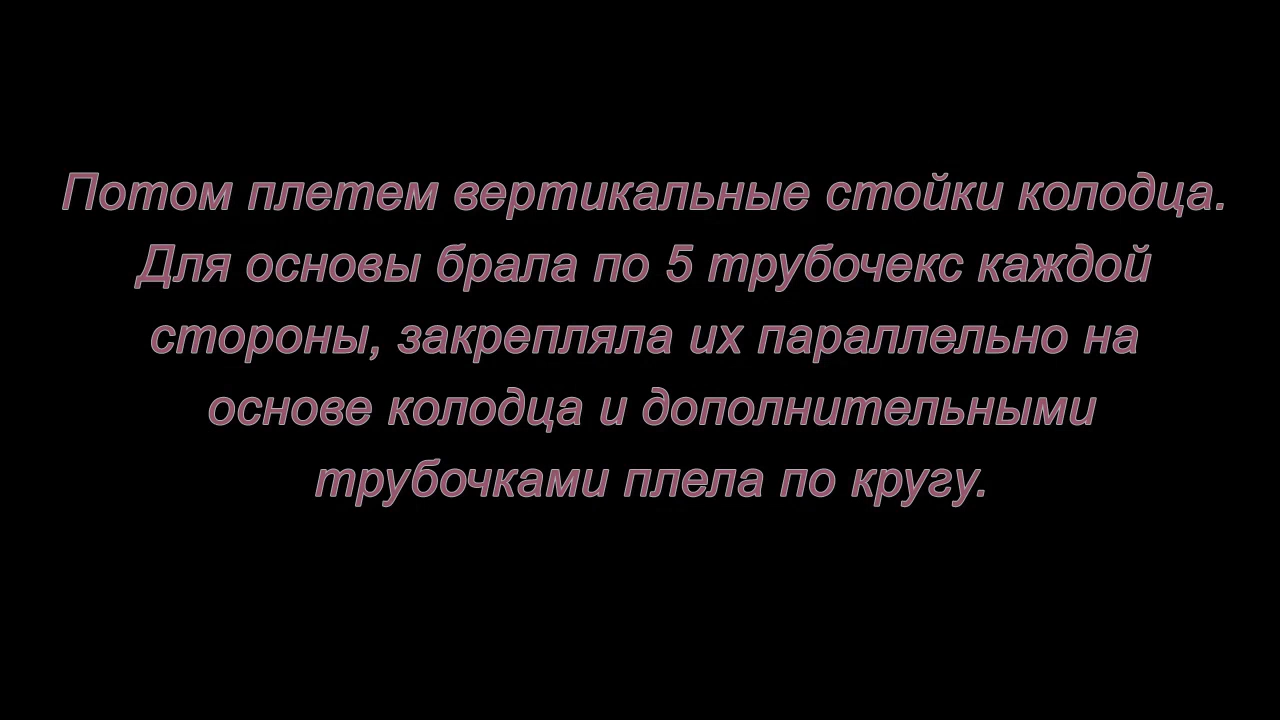 Потом плетем вертикальные стойки колодца.
Для основы брала по 5 трубочекс каждой
стороны, закрепляла их параллельно на
основе колодца и дополнительными
трубочками плела по кругу.